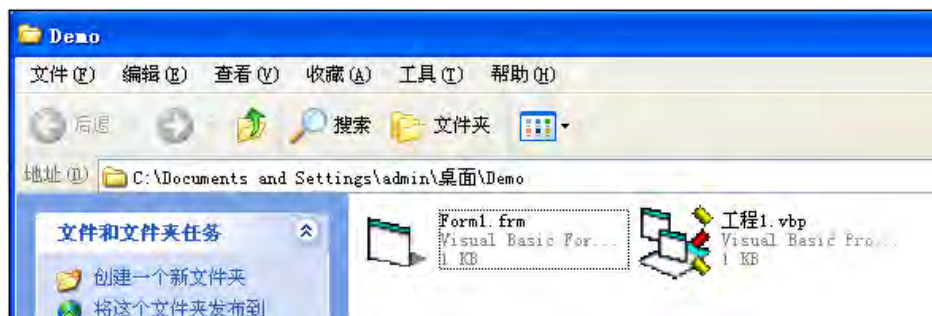 Demo
文件(F) 编辑(E) 查看(V) 收藏(A) 工具(T) 帮助(H)
后退 搜索 文件夹
地址(D) C:\Documents and Settings\admin\桌面\Demo
文件和文件夹任务
创建一个新文件夹
将这个文件夹发布到
Form1.frm
Visual Basic For...
1 KB
工程1.vbp
Visual Basic Pro...
1 KB